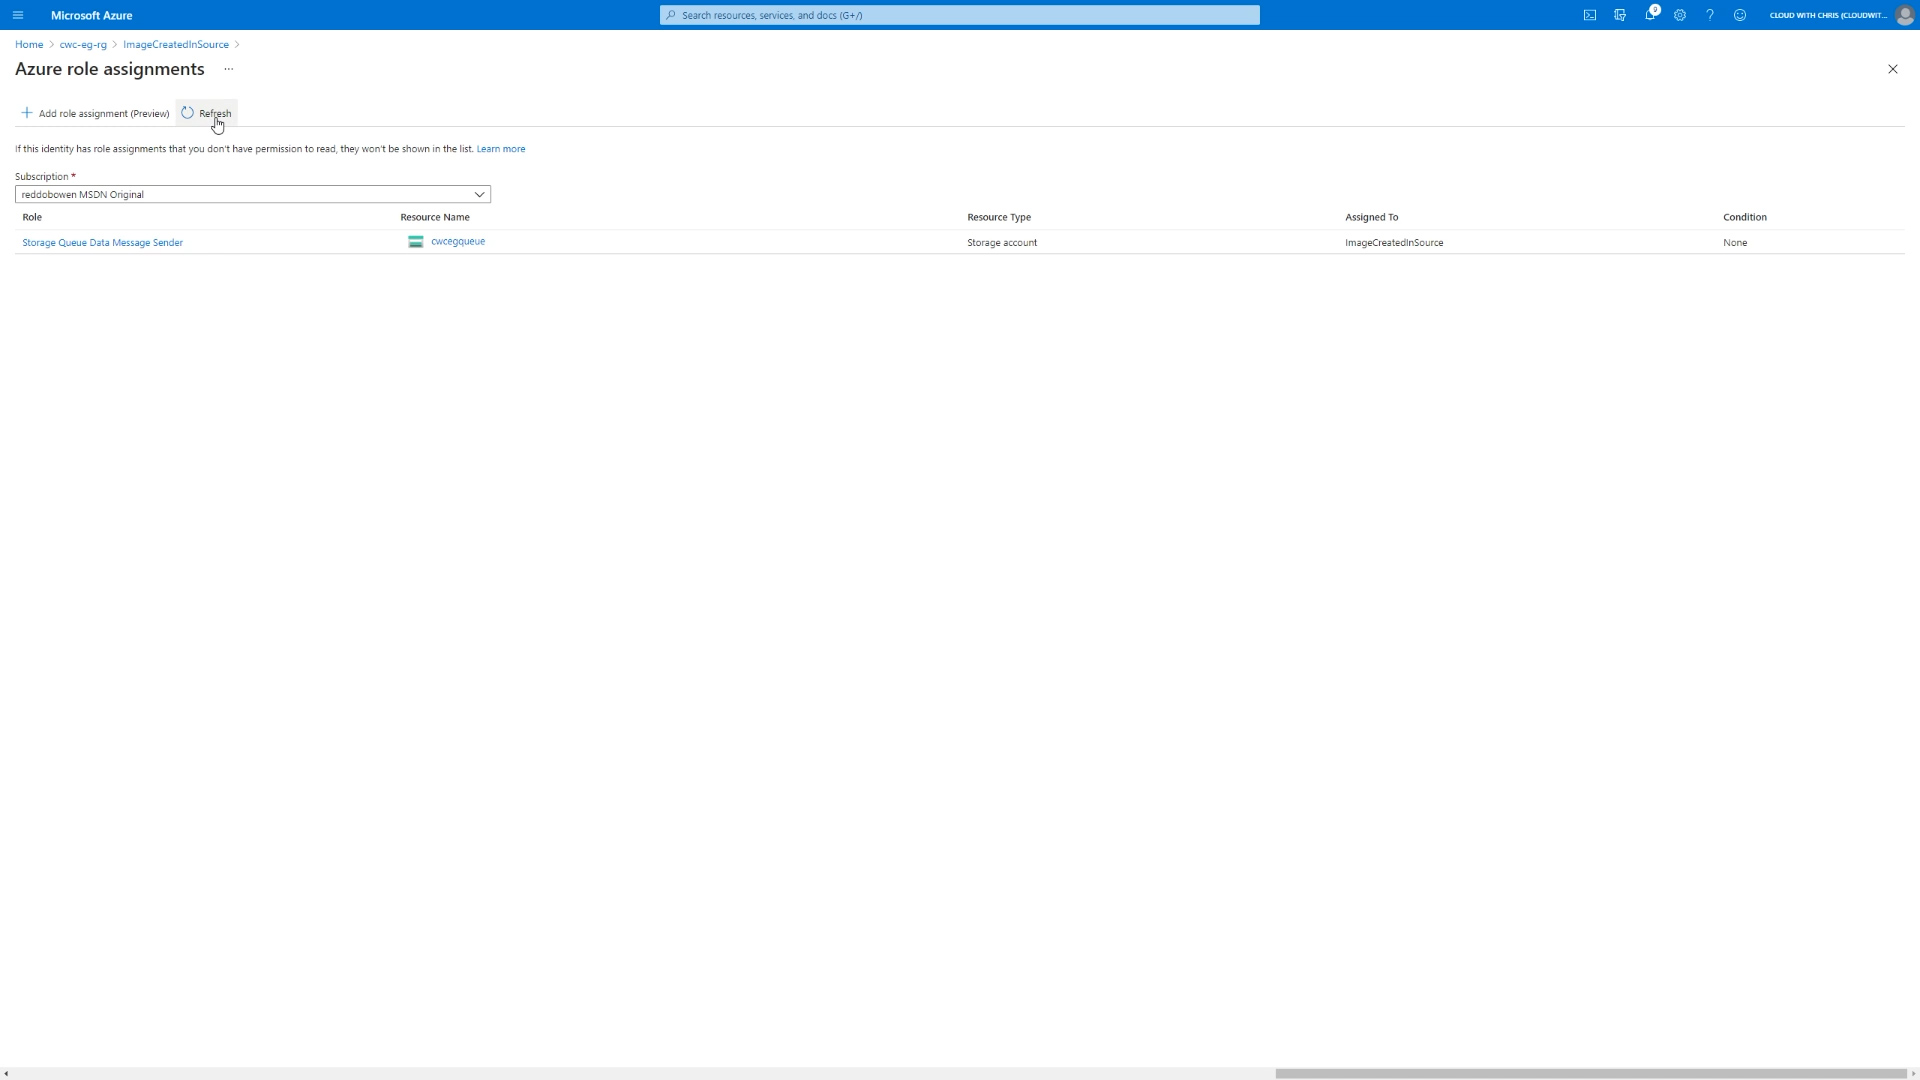 Microsoft Azure
Search resources, services, and docs (G+/)
9
CLOUD WITH CHRIS (CLOUDWIT...
Home > cwc-eg-rg > ImageCreatedInSource >
Azure role assignments ...
Add role assignment (Preview) Refresh
If this identity has role assignments that you don't have permission to read, they won't be shown in the list. Learn more
Subscription *
reddobowen MSDN Original
Role Resource Name Resource Type Assigned To Condition
Storage Queue Data Message Sender cwcegqueue Storage account ImageCreatedInSource None